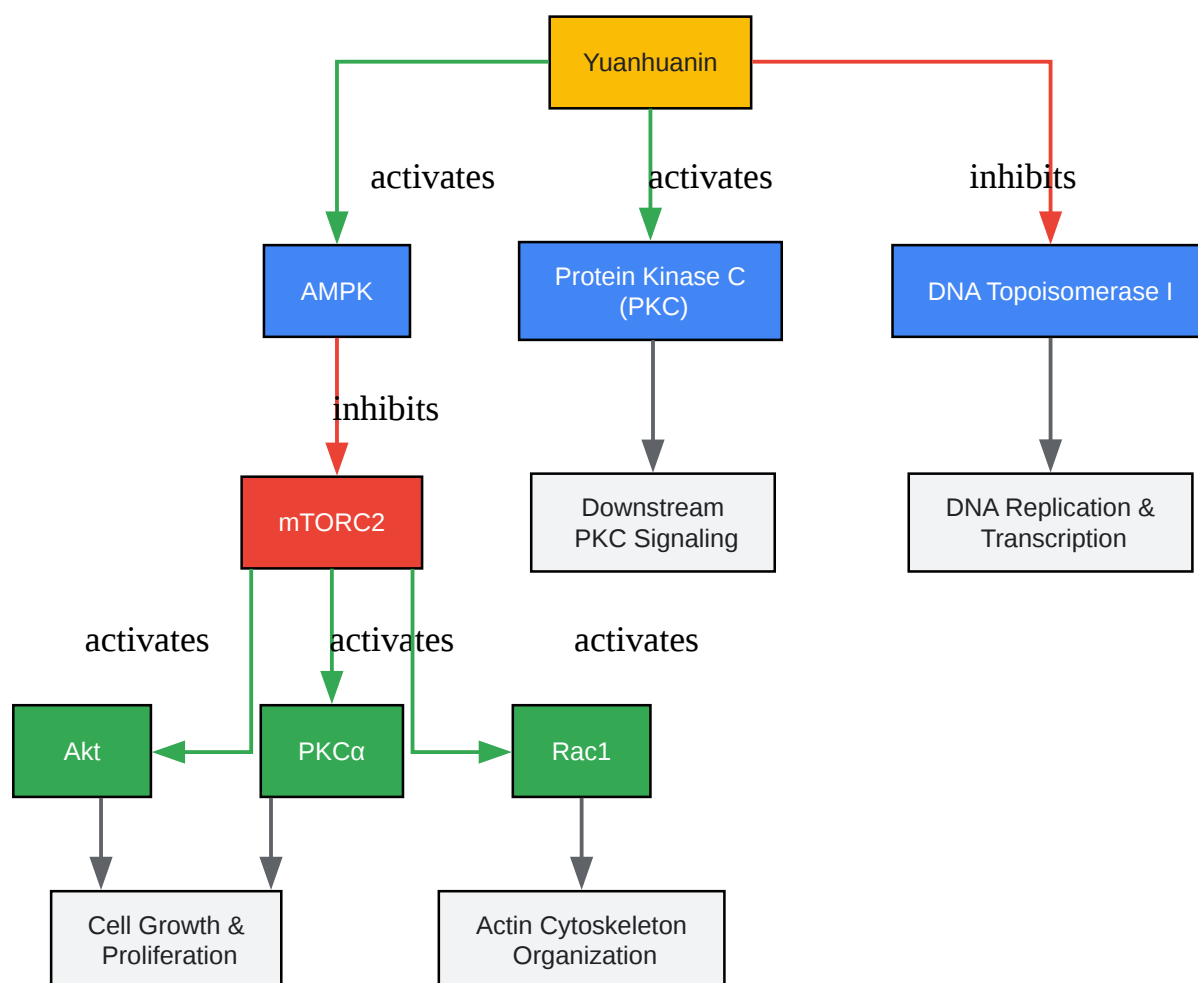 Yuanhuanin
activates
activates
inhibits
AMPK
Protein Kinase C
(PKC)
DNA Topoisomerase I
inhibits
mTORC2
Downstream
PKC Signaling
DNA Replication &
Transcription
activates
activates
activates
Akt
PKCα
Rac1
Cell Growth &
Proliferation
Actin Cytoskeleton
Organization